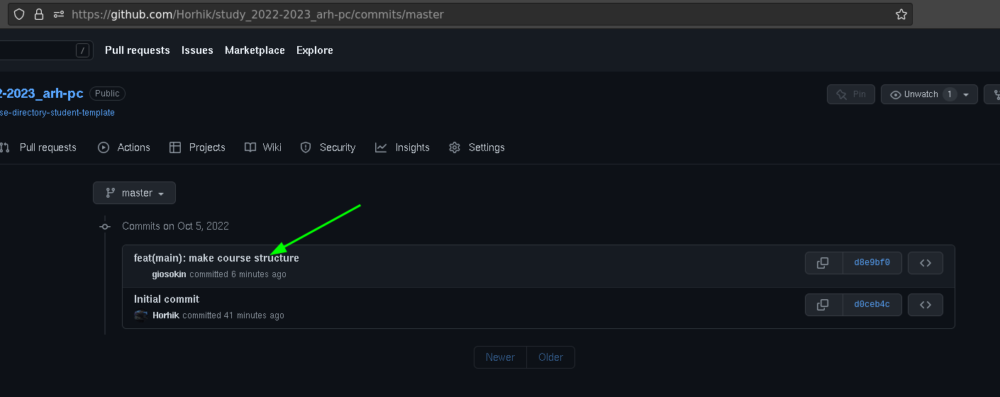 https://github.com/Horhik/study_2022-2023_arh-pc/commits/master
/ Pull requests Issues Marketplace Explore
2-2023_arh-pc Public Pin Unwatch 1
se-directory-student-template
Pull requests Actions Projects Wiki Insights Security Settings
master
Commits on Oct 5, 2022
feat(main): make course structure d8e9bf0
giosokin committed 6 minutes ago
Initial commit d0ceb4c
Horhik committed 41 minutes ago
Newer Older